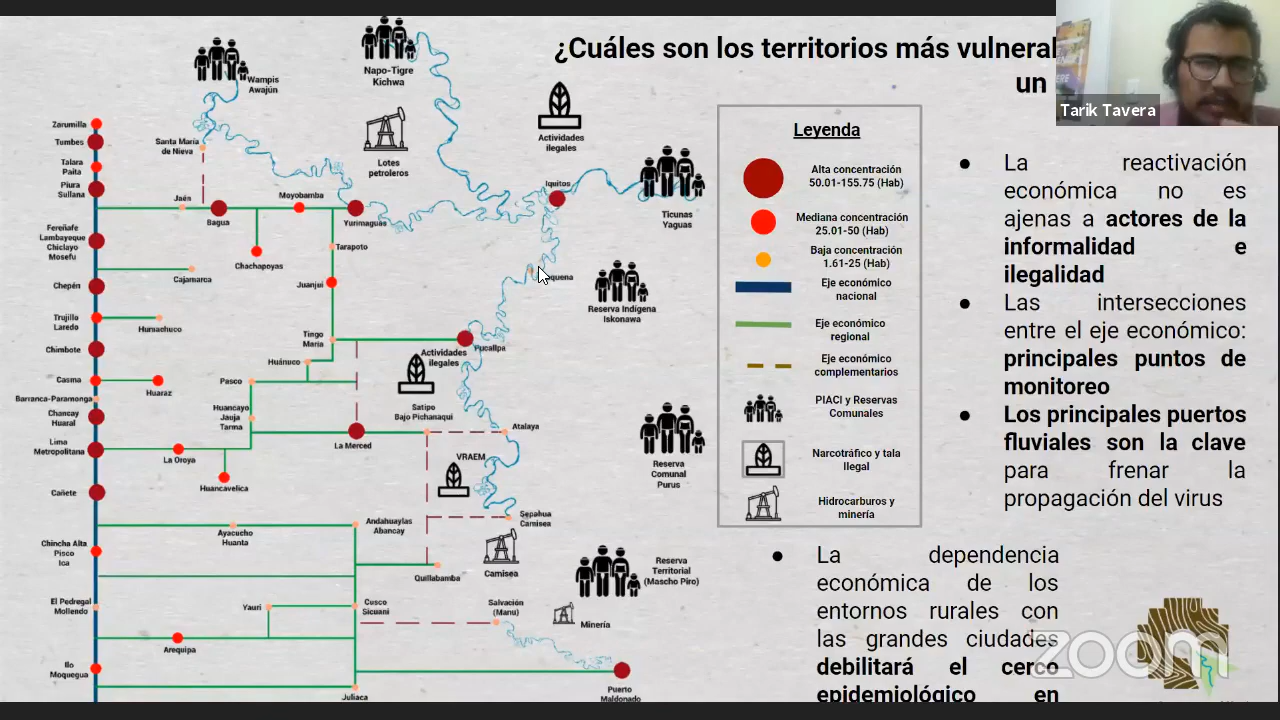 ¿Cuáles son los territorios más vulneral
un
Tarik Tavera
Wampis
Awajún
Napo-Tigre
Kichwa
Lotes
petroleros
Actividades
ilegales
Zarumilla
Tumbes
Talara
Paita
Piura
Sullana
Santa María
de Nieva
Jaén
Bagua
Moyobamba
Yurimaguas
Iquitos
Ticunas
Yaguas
Fereñafe
Lambayeque
Chiclayo
Mosefu
Chachapoyas
Tarapoto
Cajamarca
Juanjuí
quena
Reserva Indígena
Iskonawa
Chepén
Trujillo
Laredo
Humachuco
Tingo
María
Pucallpa
Chimbote
Huánuco
Actividades
ilegales
Casma
Huaraz
Pasco
Barranca-Paramonga
Chancay
Huaral
Huancayo
Jauja
Tarma
Satipo
Bajo Pichanaqui
Atalaya
Lima
Metropolitana
La Oroya
La Merced
VRAEM
Reserva
Comunal
Purus
Huancavelica
Cañete
Sepahua
Camisea
Ayacucho
Huanta
Andahuaylas
Abancay
Chincha Alta
Pisco
Ica
Quillabamba
Camisea
Reserva
Territorial
(Mascho Piro)
El Pedregal
Mollendo
Yauri
Cusco
Sicuani
Salvación
(Manu)
Minería
Arequipa
Ilo
Moquegua
Juliaca
Puerto
Maldonado
Leyenda
Alta concentración
50.01-155.75 (Hab)
Mediana concentración
25.01-50 (Hab)
Baja concentración
1.61-25 (Hab)
Eje económico
nacional
Eje económico
regional
Eje económico
complementarios
PIACI y Reservas
Comunales
Narcotráfico y tala
ilegal
Hidrocarburos y
minería
● La reactivación
económica no es
ajenas a actores de la
informalidad e
ilegalidad
● Las intersecciones
entre el eje económico:
principales puntos de
monitoreo
● Los principales puertos
fluviales son la clave
para frenar la
propagación del virus
● La dependencia
económica de los
entornos rurales con
las grandes ciudades
debilitará el cerco
epidemiológico en
zoom